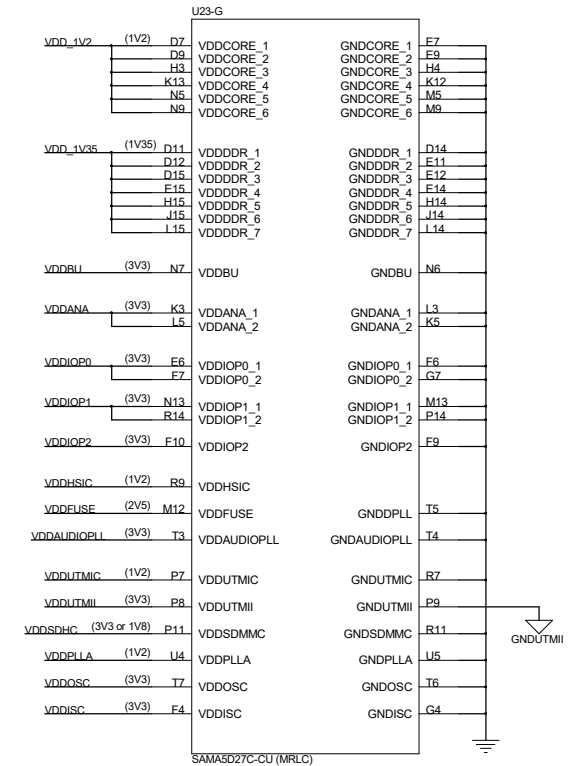 U23-G
VDD_1V2 (1V2) D7 VDDCORE_1 GNDCORE_1 E7
D9 VDDCORE_2 GNDCORE_2 E9
H3 VDDCORE_3 GNDCORE_3 H4
K13 VDDCORE_4 GNDCORE_4 K12
N5 VDDCORE_5 GNDCORE_5 M5
N9 VDDCORE_6 GNDCORE_6 M9
VDD_1V35 (1V35) D11 VDDDDR_1 GNDDDR_1 D14
D12 VDDDDR_2 GNDDDR_2 E11
D15 VDDDDR_3 GNDDDR_3 E12
E15 VDDDDR_4 GNDDDR_4 E14
H15 VDDDDR_5 GNDDDR_5 H14
J15 VDDDDR_6 GNDDDR_6 J14
L15 VDDDDR_7 GNDDDR_7 L14
VDDBU (3V3) N7 VDDBU GNDBU N6
VDDANA (3V3) K3 VDDANA_1 GNDANA_1 L3
L5 VDDANA_2 GNDANA_2 K5
VDDIOP0 (3V3) E6 VDDIOP0_1 GNDIOP0_1 F6
F7 VDDIOP0_2 GNDIOP0_2 G7
VDDIOP1 (3V3) N13 VDDIOP1_1 GNDIOP1_1 M13
R14 VDDIOP1_2 GNDIOP1_2 P14
VDDIOP2 (3V3) F10 VDDIOP2 GNDIOP2 F9
VDDHSIC (1V2) R9 VDDHSIC
VDDFUSE (2V5) M12 VDDFUSE GNDDPLL T5
VDDAUDIOPLL (3V3) T3 VDDAUDIOPLL GNDAUDIOPLL T4
VDDUTMIC (1V2) P7 VDDUTMIC GNDUTMIC R7
VDDUTMII (3V3) P8 VDDUTMII GNDUTMII P9
VDDSDHC (3V3 or 1V8) P11 VDDSDMMC GNDSDMMC R11
GNDUTMII
VDDPLLA (1V2) U4 VDDPLLA GNDPLLA U5
VDDOSC (3V3) T7 VDDOSC GNDOSC T6
VDDISC (3V3) F4 VDDISC GNDISC G4
SAMA5D27C-CU (MRLC)